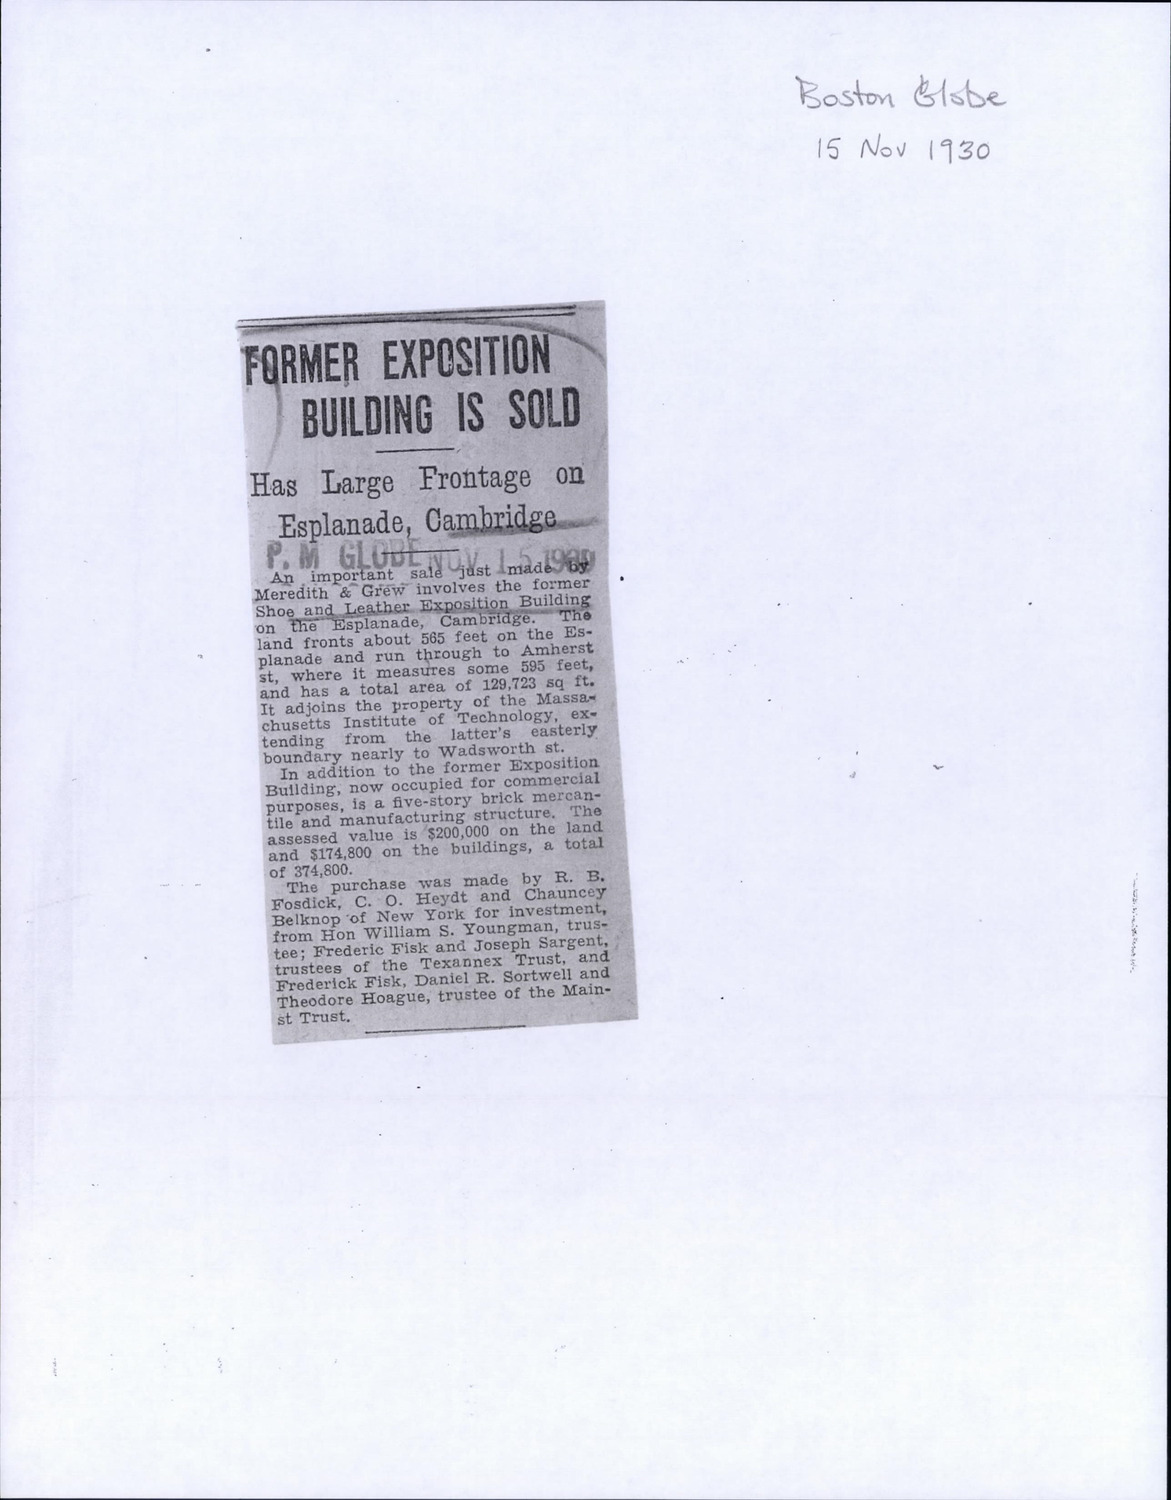 Boston Globe
15 Nov 1930
FORMER EXPOSITION
BUILDING IS SOLD
Has Large Frontage on
Esplanade, Cambridge
P. M GLOBE NOV 15 1930
An important sale just made by
Meredith & Grew involves the former
Shoe and Leather Exposition Building
on the Esplanade, Cambridge. The
land fronts about 565 feet on the Es-
planade and run through to Amherst
st, where it measures some 595 feet,
and has a total area of 129,723 sq ft.
It adjoins the property of the Massa-
chusetts Institute of Technology, ex-
tending from the latter's easterly
boundary nearly to Wadsworth st.
In addition to the former Exposition
Building, now occupied for commercial
purposes, is a five-story brick mercan-
tile and manufacturing structure. The
assessed value is $200,000 on the land
and $174,800 on the buildings, a total
of 374,800.
The purchase was made by R. B.
Fosdick, C. O. Heydt and Chauncey
Belknop of New York for investment,
from Hon William S. Youngman, trus-
tee; Frederic Fisk and Joseph Sargent,
trustees of the Texannex Trust, and
Frederick Fisk, Daniel R. Sortwell and
Theodore Hoague, trustee of the Main-
st Trust.